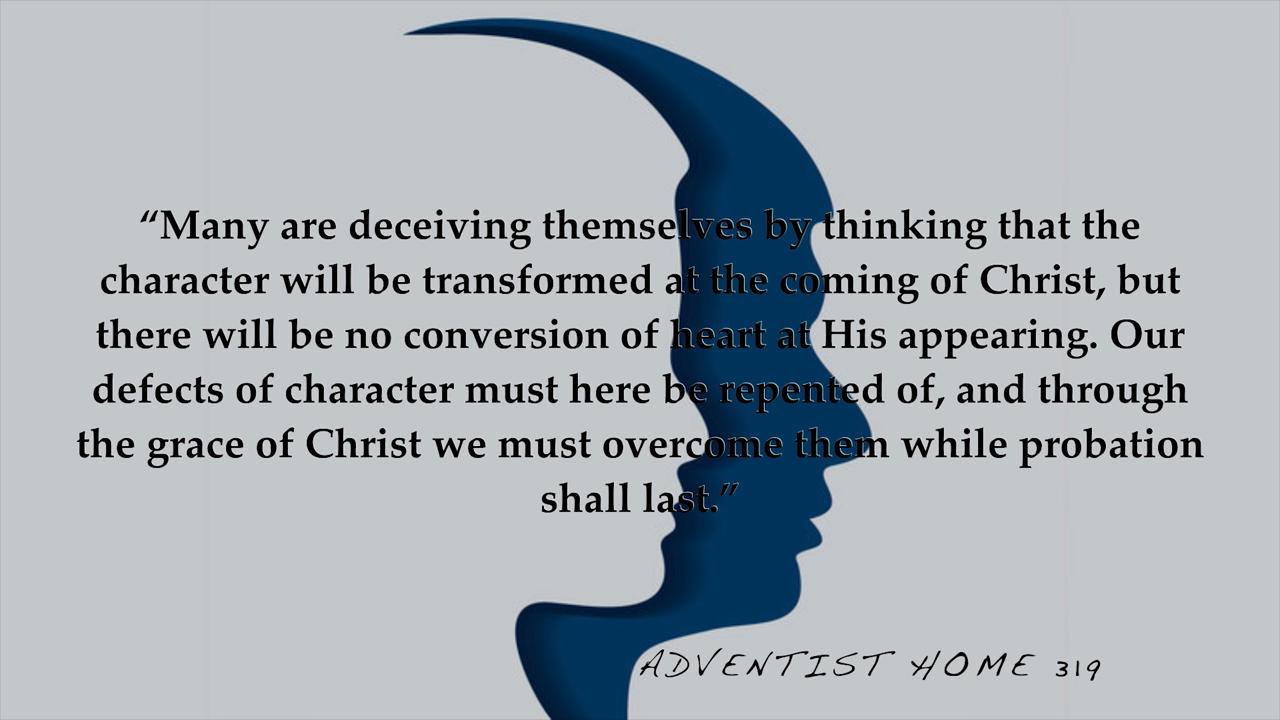 “Many are deceiving themselves by thinking that the
character will be transformed at the coming of Christ, but
there will be no conversion of heart at His appearing. Our
defects of character must here be repented of, and through
the grace of Christ we must overcome them while probation
shall last.”
ADVENTIST HOME 319